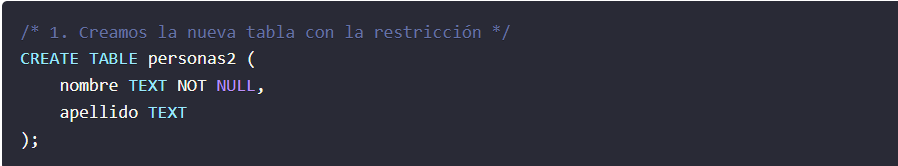 /* 1. Creamos la nueva tabla con la restricción */
CREATE TABLE personas2 (
    nombre TEXT NOT NULL,
    apellido TEXT
);